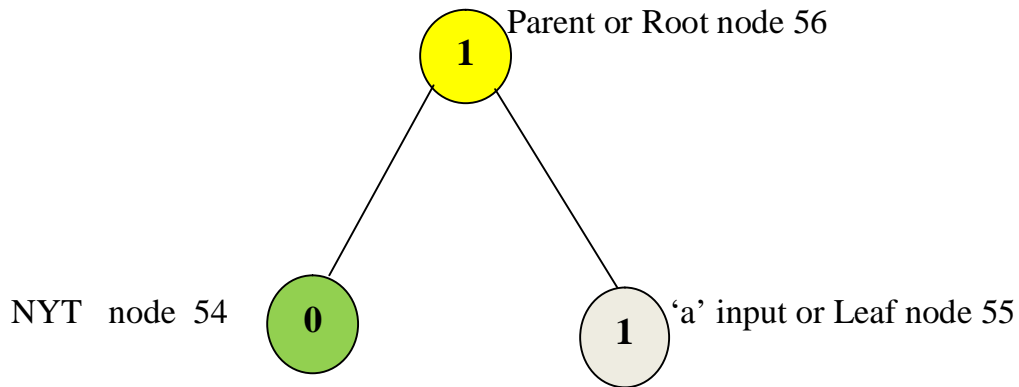 Parent or Root node 56
1
NYT node 54
0
1
‘a’ input or Leaf node 55